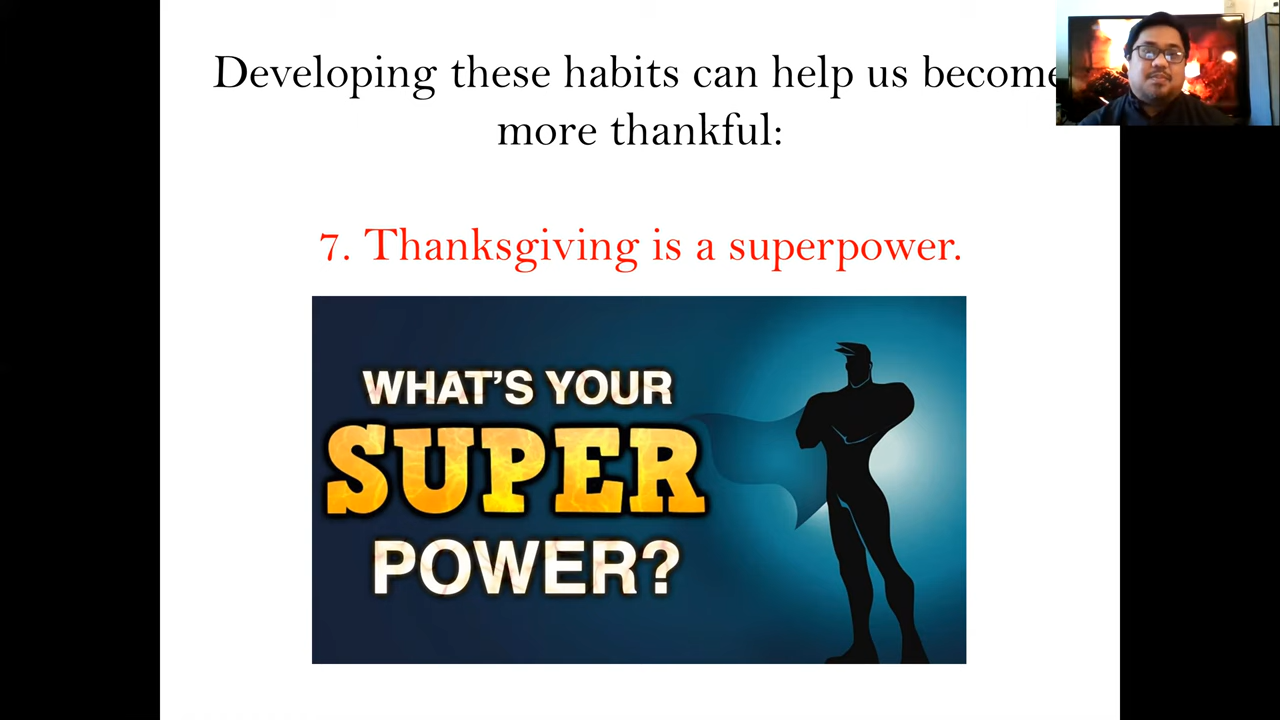 Developing these habits can help us become
more thankful:
7. Thanksgiving is a superpower.
WHAT'S YOUR
SUPER
POWER?